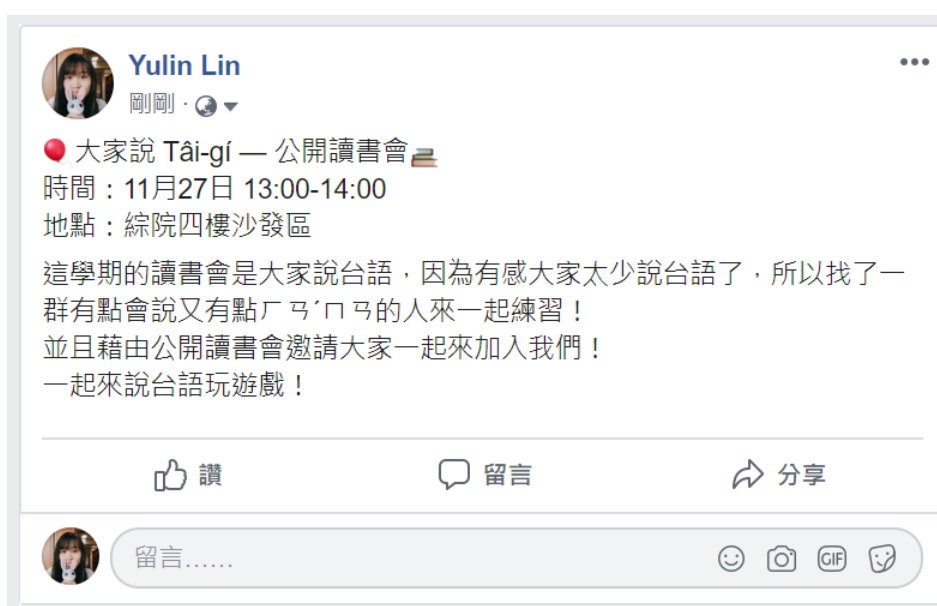 Yulin Lin
剛剛 ·
大家說 Tâi-gí — 公開讀書會
時間：11月27日 13:00-14:00
地點：綜院四樓沙發區
這學期的讀書會是大家說台語，因為有感大家太少說台語了，所以找了一
群有點會說又有點ㄏㄢˊㄇㄢ的人來一起練習！
並且藉由公開讀書會邀請大家一起來加入我們！
一起來說台語玩遊戲！
讚 留言 分享
留言...... GIF